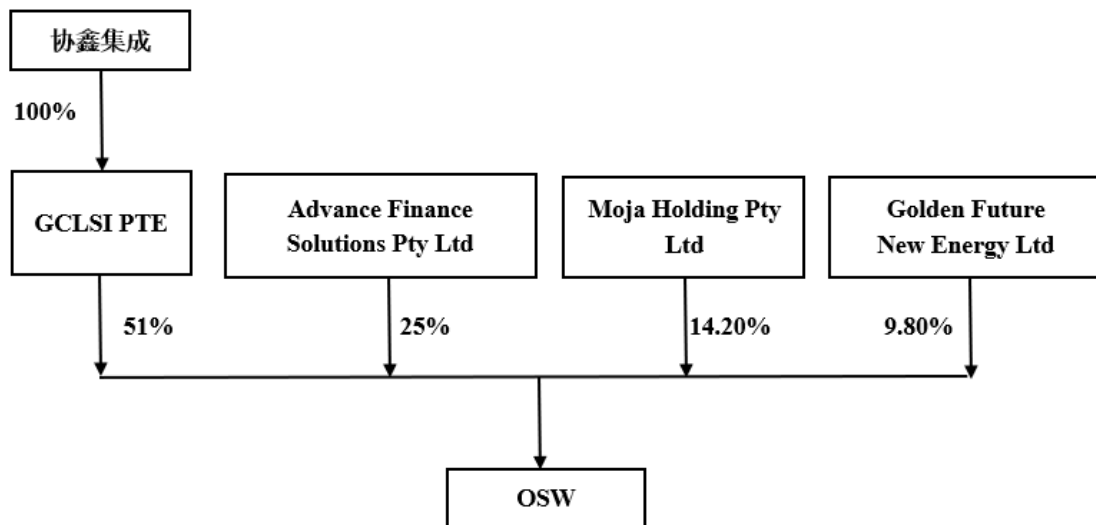 协鑫集成
100%
GCLSI PTE
Advance Finance
Solutions Pty Ltd
Moja Holding Pty
Ltd
Golden Future
New Energy Ltd
51%
25%
14.20%
9.80%
OSW